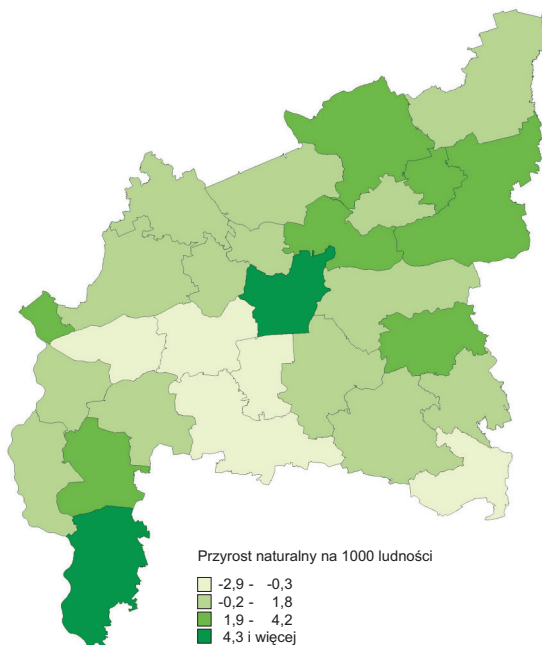 Przyrost naturalny na 1000 ludności
-2,9 - -0,3
-0,2 - 1,8
1,9 - 4,2
4,3 i więcej